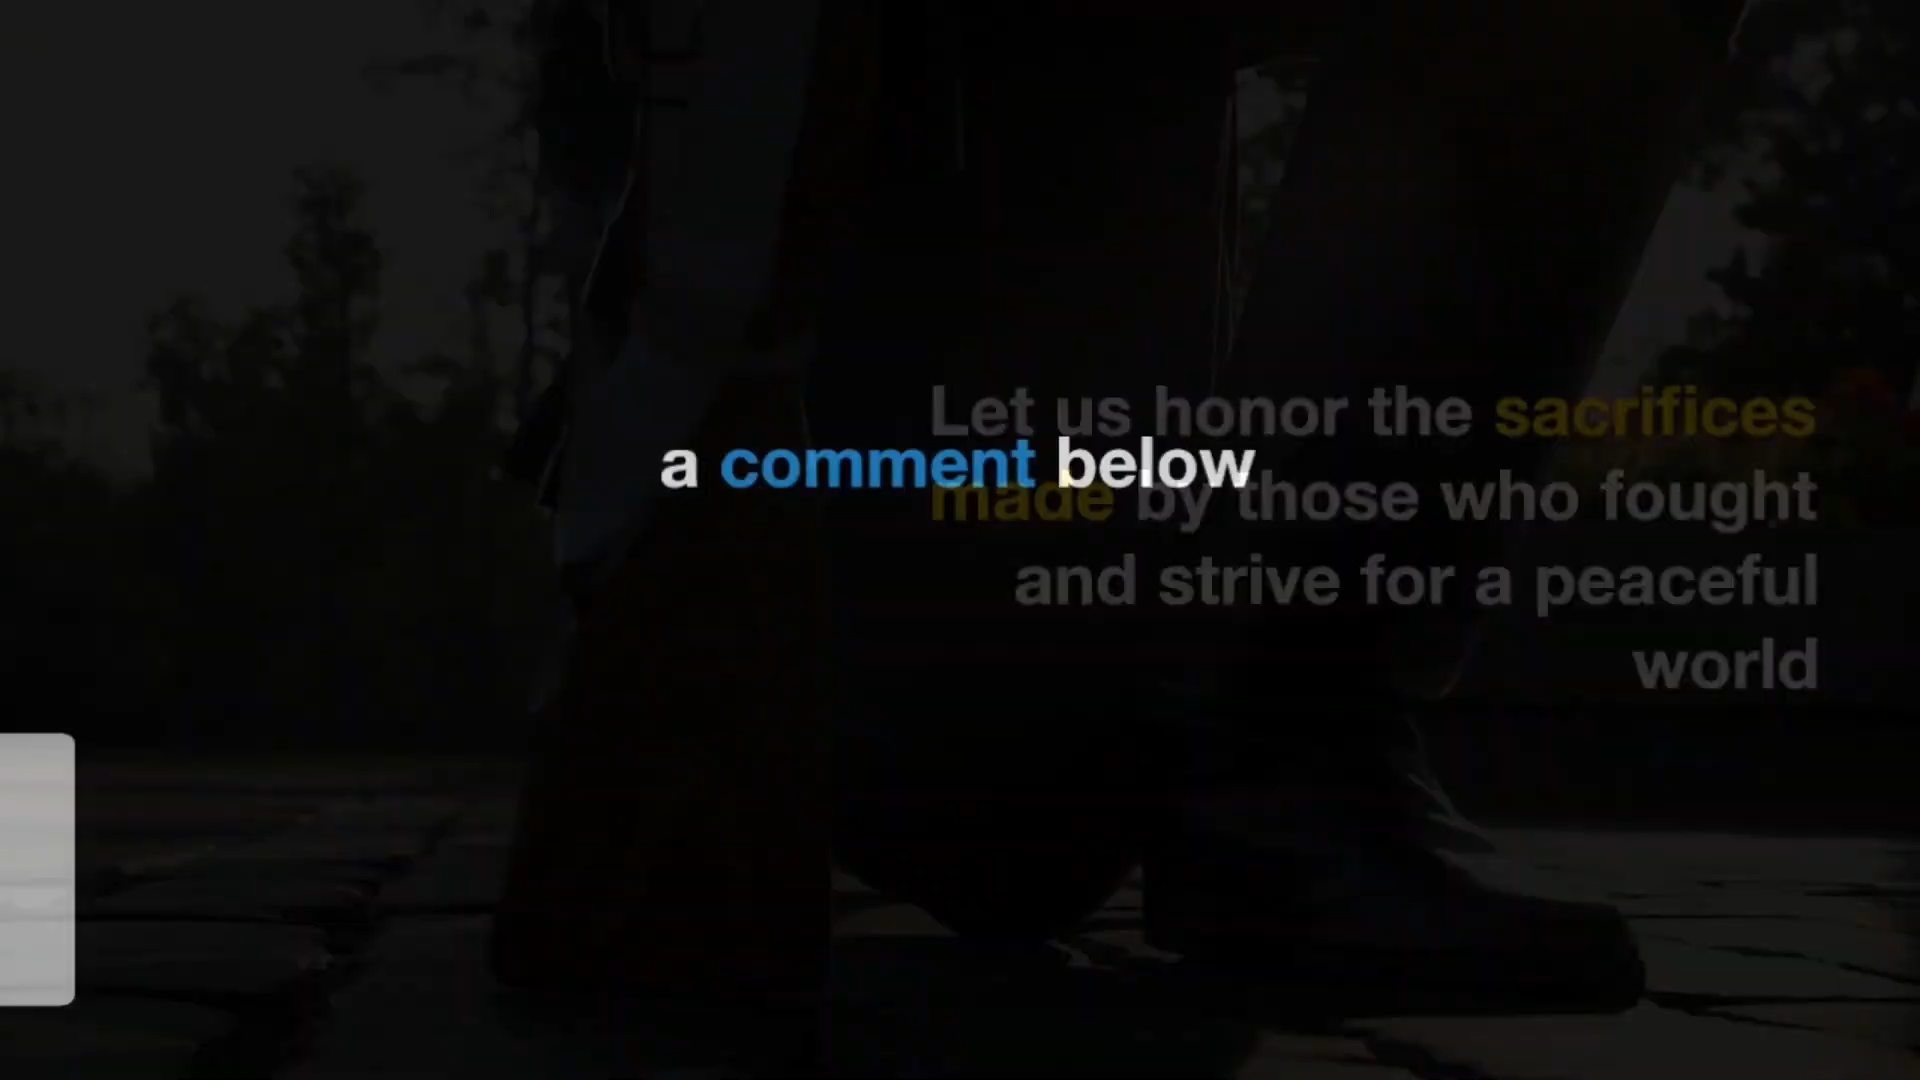 a comment below
Let us honor the sacrifices
made by those who fought
and strive for a peaceful
world